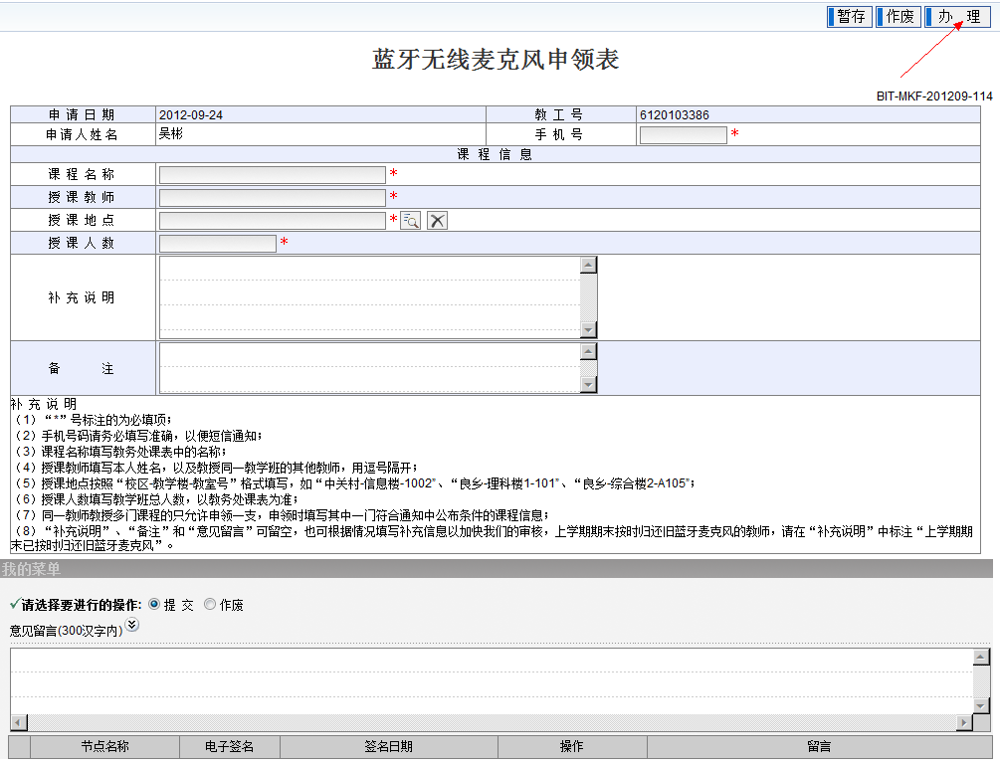 暂存 作废 办 理
蓝牙无线麦克风申领表
BIT-MKF-201209-114
申 请 日 期 2012-09-24 教 工 号 6120103386
申请人姓名 吴彬 手 机 号 *
课 程 信 息
课 程 名 称 *
授 课 教 师 *
授 课 地 点 *
授 课 人 数 *
补 充 说 明
备 注
补 充 说 明
（1）“*”号标注的为必填项；
（2）手机号码请务必填写准确，以便短信通知；
（3）课程名称填写教务处课表中的名称；
（4）授课教师填写本人姓名，以及教授同一教学班的其他教师，用逗号隔开；
（5）授课地点按照“校区-教学楼-教室号”格式填写，如“中关村-信息楼-1002”、“良乡-理科楼1-101”、“良乡-综合楼2-A105”；
（6）授课人数填写教学班总人数，以教务处课表为准；
（7）同一教师教授多门课程的只允许申领一支，申领时填写其中一门符合通知中公布条件的课程信息；
（8）“补充说明”、“备注”和“意见留言”可留空，也可根据情况填写补充信息以加快我们的审核，上学期期末按时归还旧蓝牙麦克风的教师，请在“补充说明”中标注“上学期期
末已按时归还旧蓝牙麦克风”。
我的菜单
请选择要进行的操作: 提 交 作废
意见留言(300汉字内)
节点名称 电子签名 签名日期 操作 留言